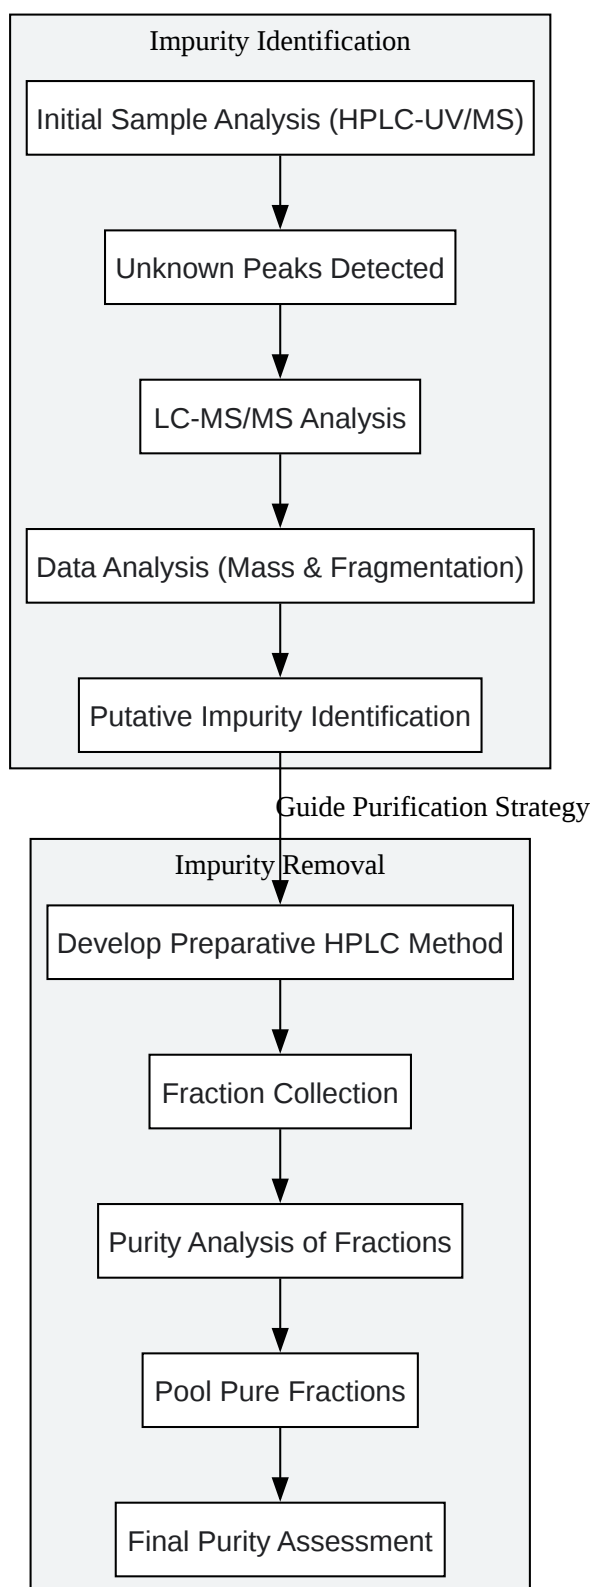 Impurity Identification
Initial Sample Analysis (HPLC-UV/MS)
Unknown Peaks Detected
LC-MS/MS Analysis
Data Analysis (Mass & Fragmentation)
Putative Impurity Identification
Guide Purification Strategy
Impurity Removal
Develop Preparative HPLC Method
Fraction Collection
Purity Analysis of Fractions
Pool Pure Fractions
Final Purity Assessment